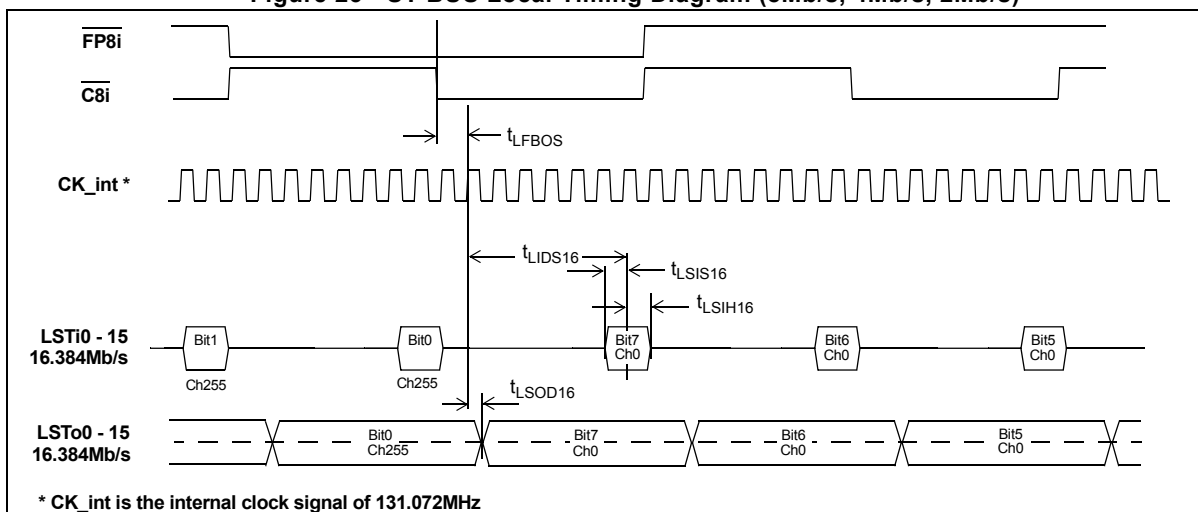 FP8i
C8i
tLFBOS
CK_int *
tLIDS16
tLSIS16
tLSIH16
LSTi0 - 15
16.384Mb/s
Bit1
Ch255
Bit0
Ch255
Bit7
Ch0
Bit6
Ch0
Bit5
Ch0
tLSOD16
LSTo0 - 15
16.384Mb/s
Bit0
Ch255
Bit7
Ch0
Bit6
Ch0
Bit5
Ch0
* CK_int is the internal clock signal of 131.072MHz